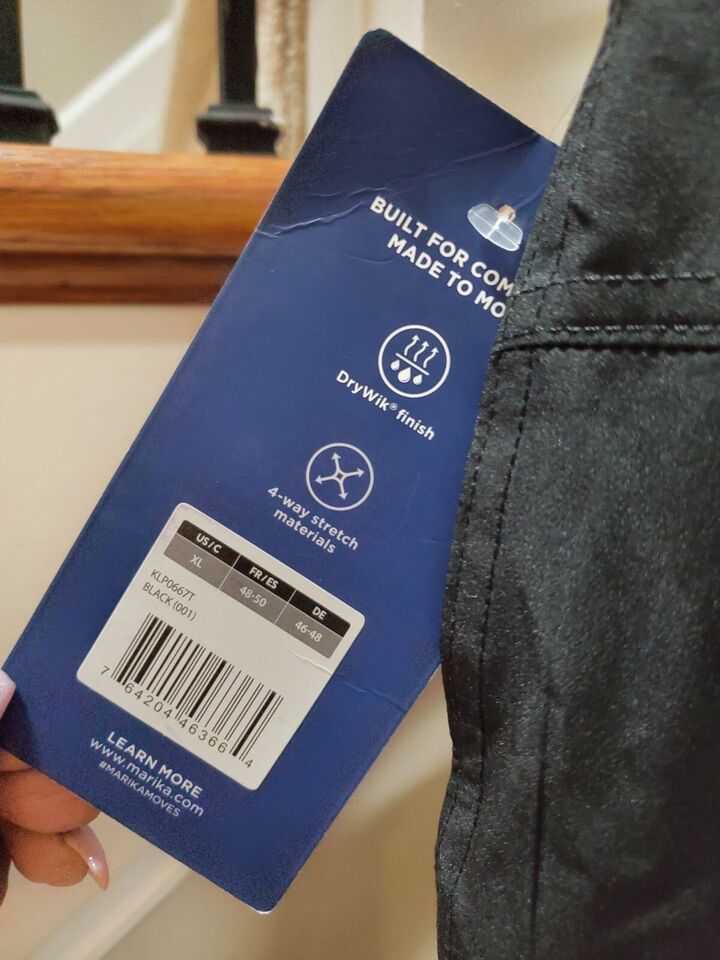 BUILT FOR COM
MADE TO MO
DryWik® finish
4-way stretch
materials
US/C FR/ES DE
XL 48-50 46-48
KLP0667T
BLACK (001)
7 64204 46366 4
LEARN MORE
www.marika.com
#MARIKAMOVES